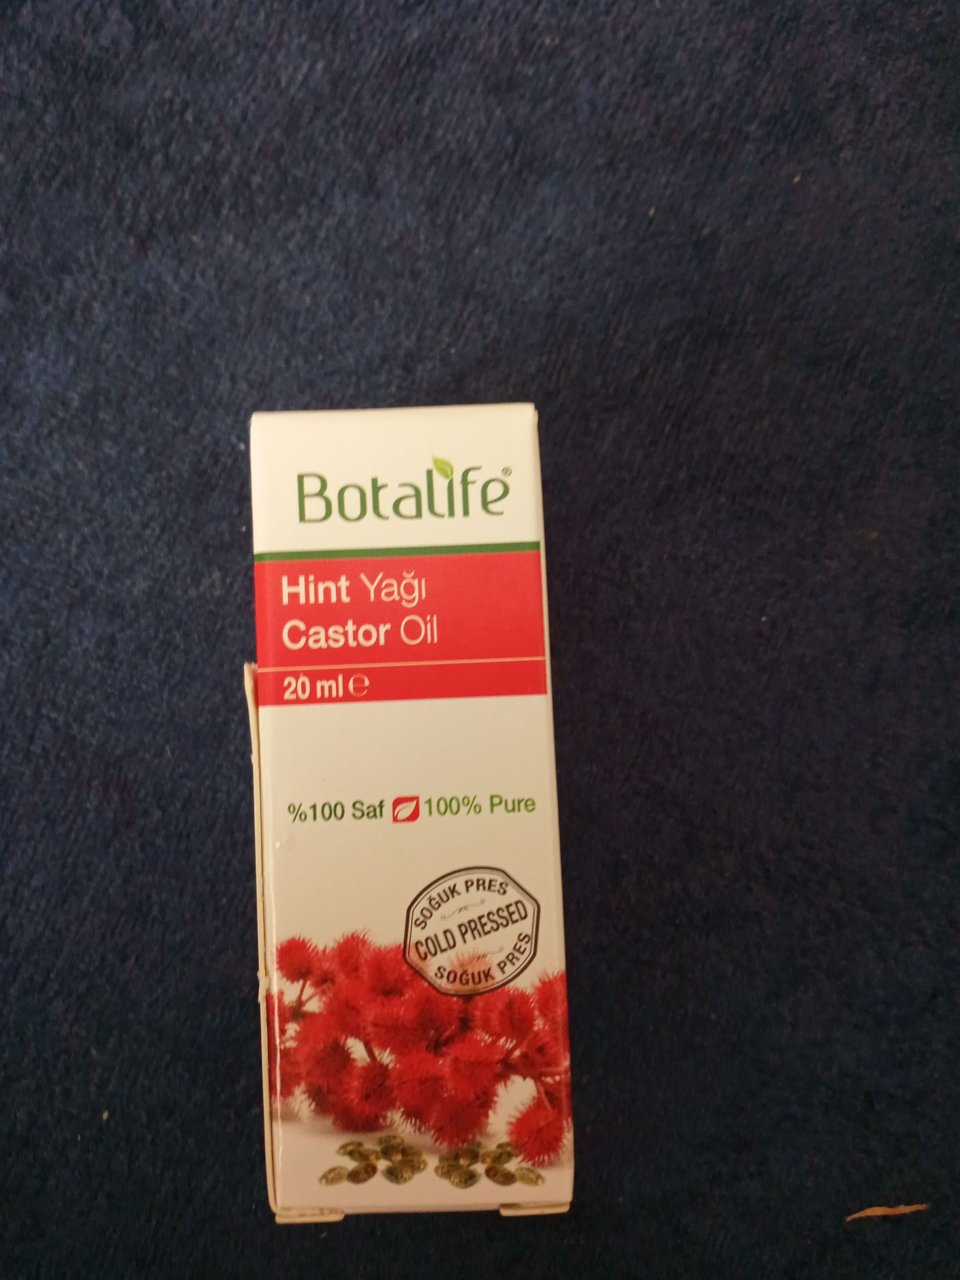 Botalife®
Hint Yağı
Castor Oil
20 ml ℮
%100 Saf 100% Pure
SOĞUK PRES
COLD PRESSED
SOĞUK PRES